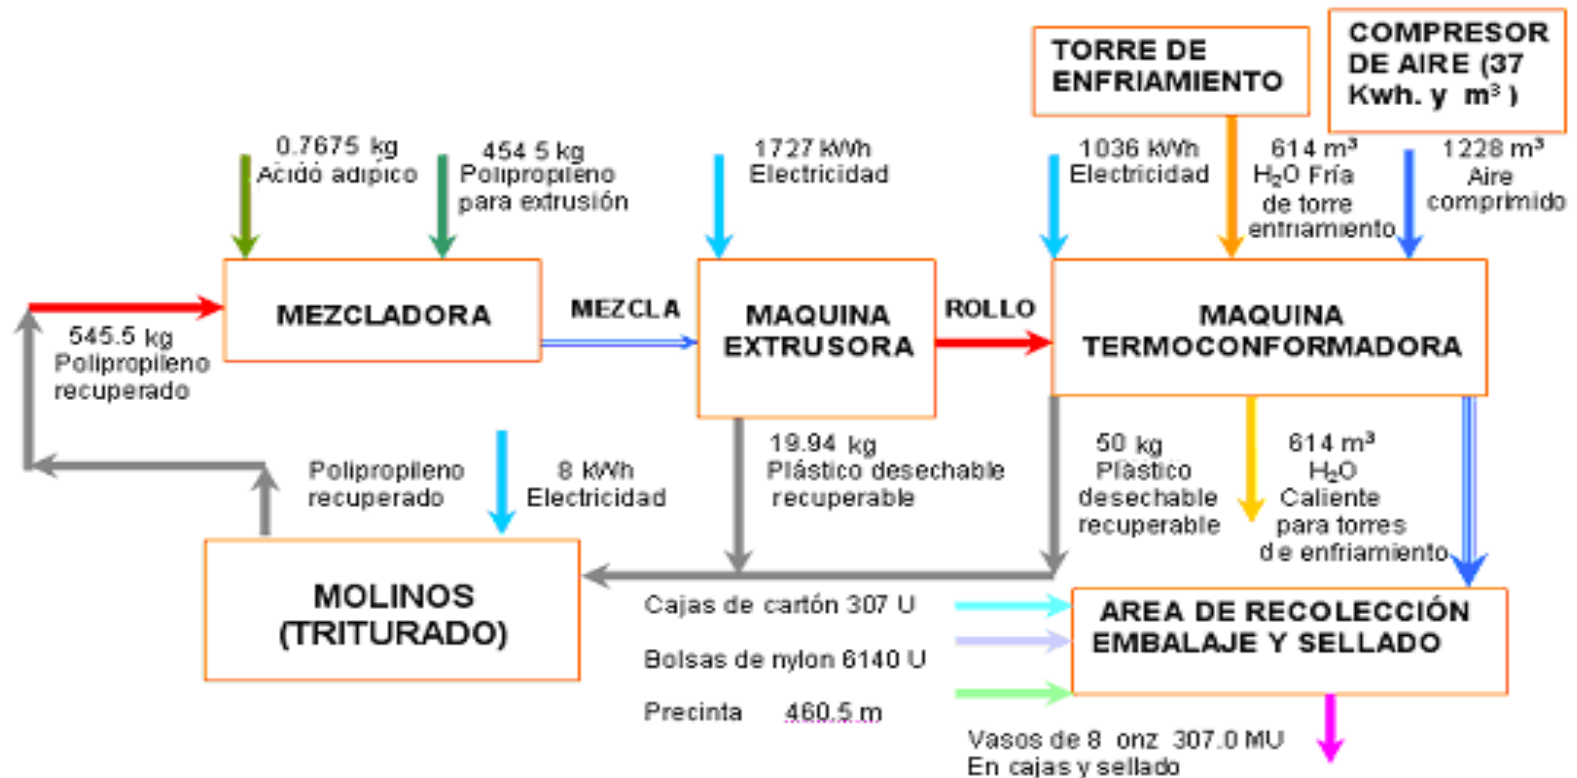 TORRE DE
ENFRIAMIENTO
COMPRESOR
DE AIRE (37
Kwh. y m³ )
0.7675 kg
Acidó adípico
454 5 kg
Polipropileno
para extrusión
1727 kWh
Electricidad
1036 kWh
Electricidad
614 m³
H₂O Fría
de torre
enfriamiento
1228 m³
Aire
comprimido
MEZCLADORA
MEZCLA
MAQUINA
EXTRUSORA
ROLLO
MAQUINA
TERMOCONFORMADORA
545.5 kg
Polipropileno
recuperado
Polipropileno
recuperado
8 kWh
Electricidad
19.94 kg
Plástico desechable
recuperable
50 kg
Plástico
desechable
recuperable
614 m³
H₂O
Caliente
para torres
de enfriamiento
MOLINOS
(TRITURADO)
Cajas de cartón 307 U
Bolsas de nylon 6140 U
Precinta 460.5 m
AREA DE RECOLECCIÓN
EMBALAJE Y SELLADO
Vasos de 8 onz 307.0 MU
En cajas y sellado